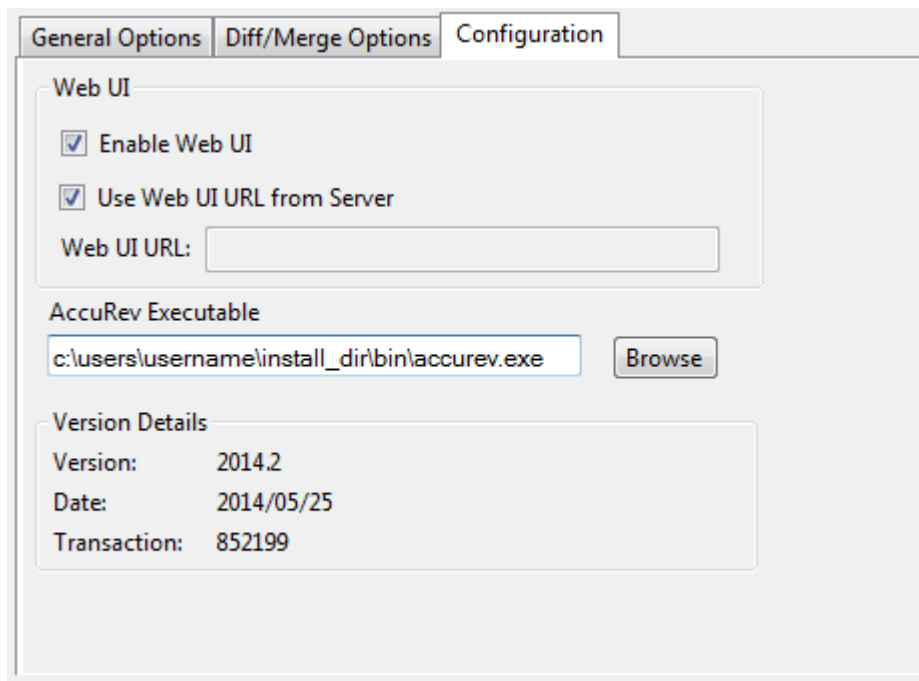 General Options Diff/Merge Options Configuration
Web UI
Enable Web UI
Use Web UI URL from Server
Web UI URL:
AccuRev Executable
c:\users\username\install_dir\bin\accurev.exe Browse
Version Details
Version: 2014.2
Date: 2014/05/25
Transaction: 852199